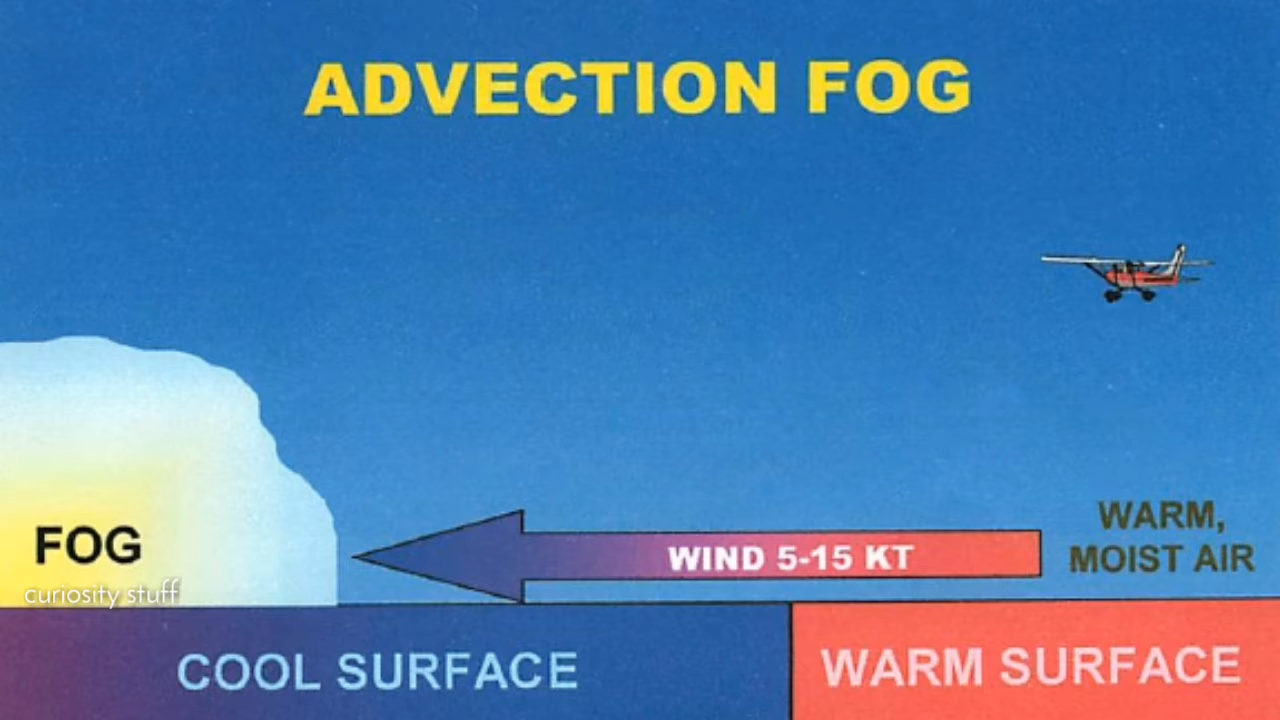 ADVECTION FOG
WARM,
MOIST AIR
WIND 5-15 KT
FOG
curiosity stuff
COOL SURFACE
WARM SURFACE